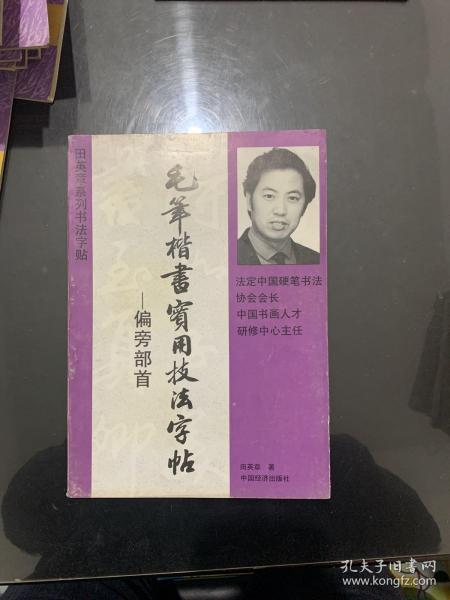 田英章系列书法字贴
毛筆楷書實用技法字帖
—偏旁部首
法定中国硬笔书法
协会会长
中国书画人才
研修中心主任
田英章 著
中国经济出版社
孔夫子旧书网
www.kongfz.com